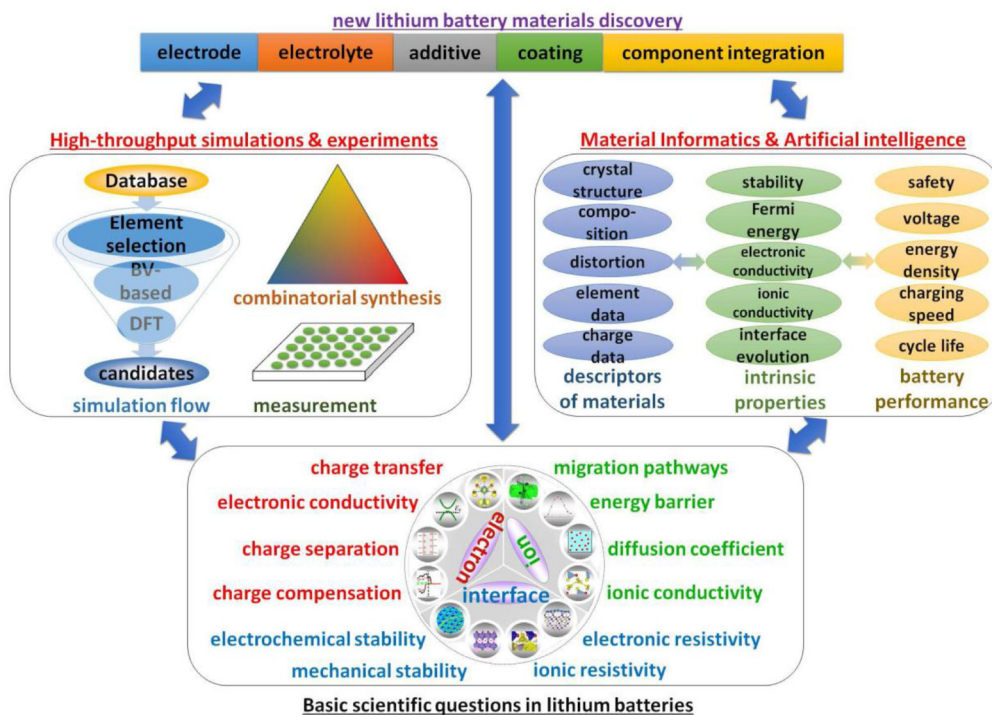 new lithium battery materials discovery
electrode electrolyte additive coating component integration
High-throughput simulations & experiments
Database
Element
selection
BV-
based
DFT
candidates
simulation flow
combinatorial synthesis
measurement
Material Informatics & Artificial intelligence
crystal
structure
compo-
sition
distortion
element
data
charge
data
descriptors
of materials
stability
Fermi
energy
electronic
conductivity
ionic
conductivity
interface
evolution
intrinsic
properties
safety
voltage
energy
density
charging
speed
cycle life
battery
performance
charge transfer
electronic conductivity
charge separation
charge compensation
electrochemical stability
mechanical stability
electron
ion
interface
migration pathways
energy barrier
diffusion coefficient
ionic conductivity
electronic resistivity
ionic resistivity
Basic scientific questions in lithium batteries